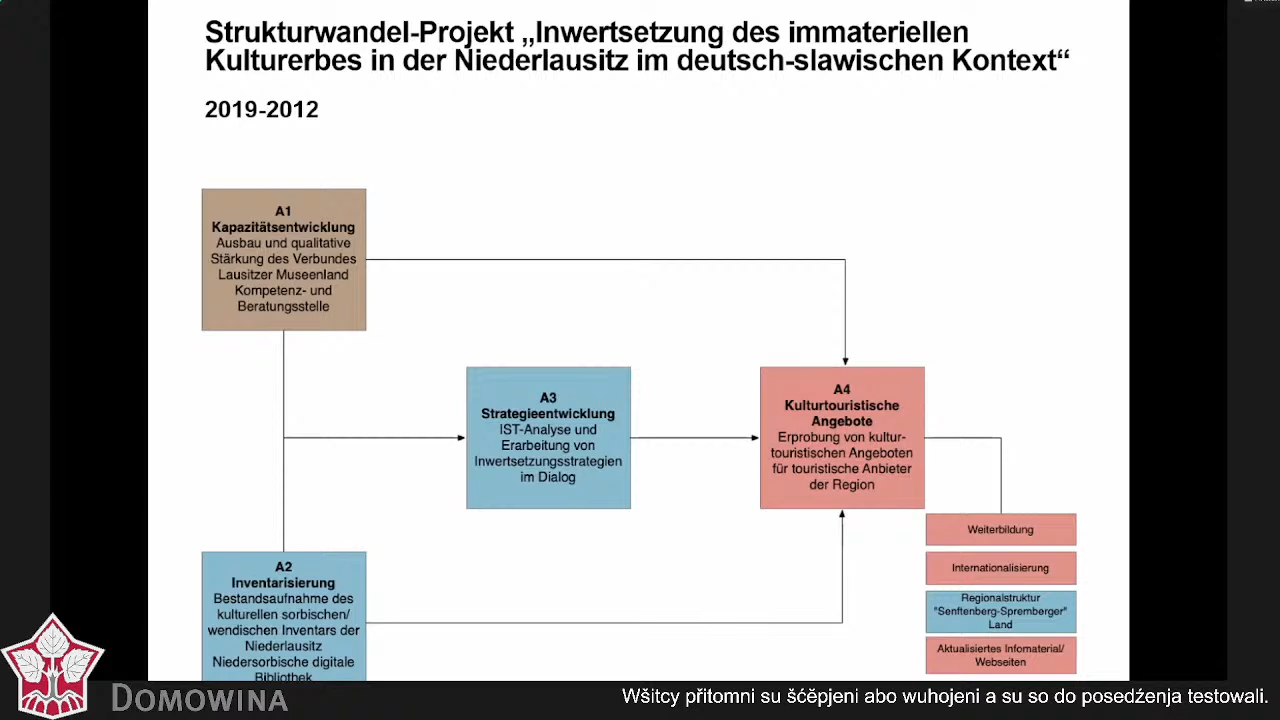 Strukturwandel-Projekt „Inwertsetzung des immateriellen
Kulturerbes in der Niederlausitz im deutsch-slawischen Kontext“
2019-2012
A1
Kapazitätsentwicklung
Ausbau und qualitative
Stärkung des Verbundes
Lausitzer Museenland
Kompetenz- und
Beratungsstelle
A3
Strategieentwicklung
IST-Analyse und
Erarbeitung von
Inwertsetzungsstrategien
im Dialog
A4
Kulturtouristische
Angebote
Erprobung von kultur-
touristischen Angeboten
für touristische Anbieter
der Region
Weiterbildung
Internationalisierung
Regionalstruktur
"Senftenberg-Spremberger"
Land
Aktualisiertes Infomaterial/
Webseiten
A2
Inventarisierung
Bestandsaufnahme des
kulturellen sorbischen/
wendischen Inventars der
Niederlausitz
Niedersorbische digitale
Bibliothek
DOMOWINA
Wšitcy přitomni su šćěpjeni abo wuhojeni a su so do posedźenja testowali.